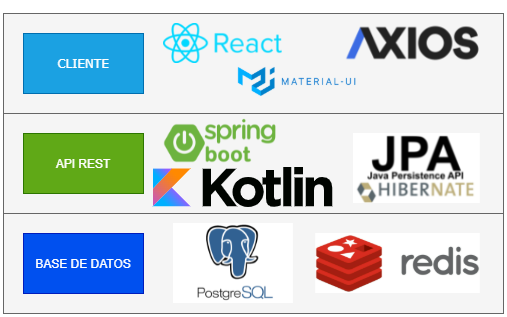 CLIENTE
React
AXIOS
MATERIAL-UI
API REST
spring
boot
Kotlin
JPA
Java Persistence API
HIBERNATE
BASE DE DATOS
PostgreSQL
redis